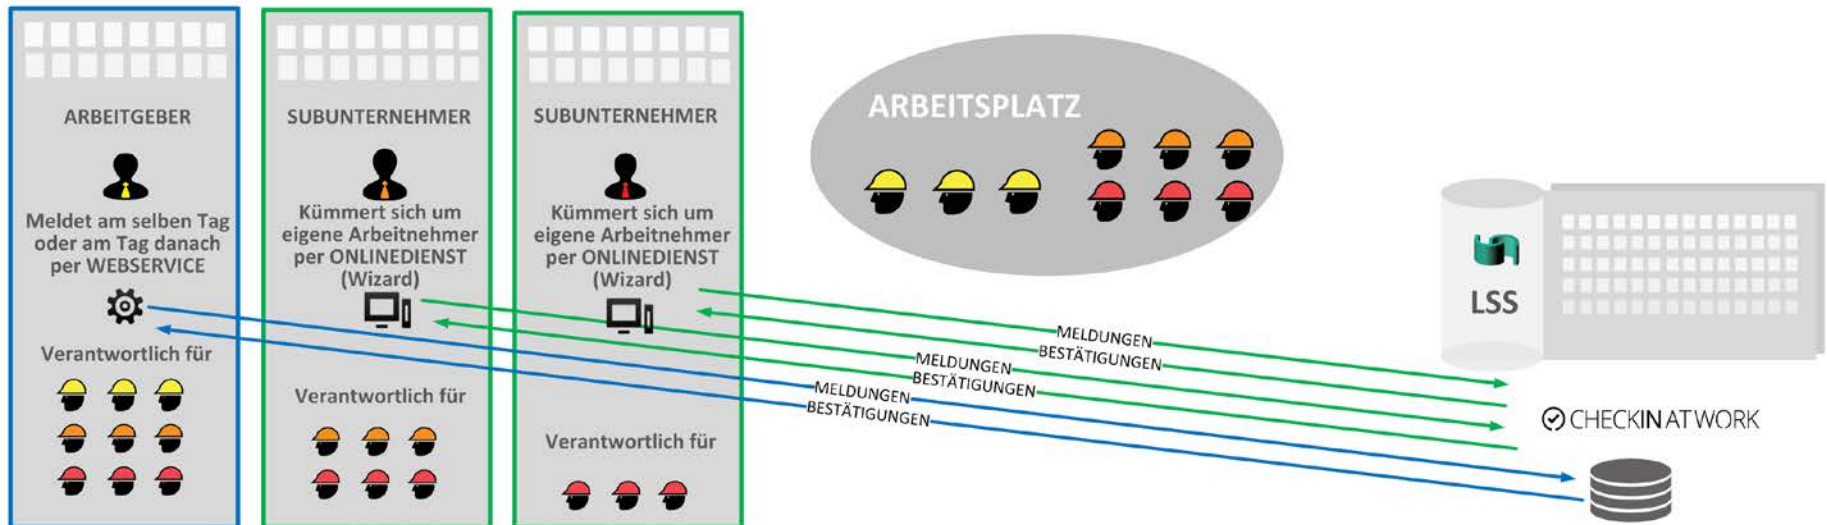 ARBEITGEBER
Meldet am selben Tag
oder am Tag danach
per WEBSERVICE
Verantwortlich für
SUBUNTERNEHMER
Kümmert sich um
eigene Arbeitnehmer
per ONLINEDIENST
(Wizard)
Verantwortlich für
SUBUNTERNEHMER
Kümmert sich um
eigene Arbeitnehmer
per ONLINEDIENST
(Wizard)
Verantwortlich für
ARBEITSPLATZ
MELDUNGEN
BESTÄTIGUNGEN
MELDUNGEN
BESTÄTIGUNGEN
MELDUNGEN
BESTÄTIGUNGEN
LSS
CHECKINATWORK